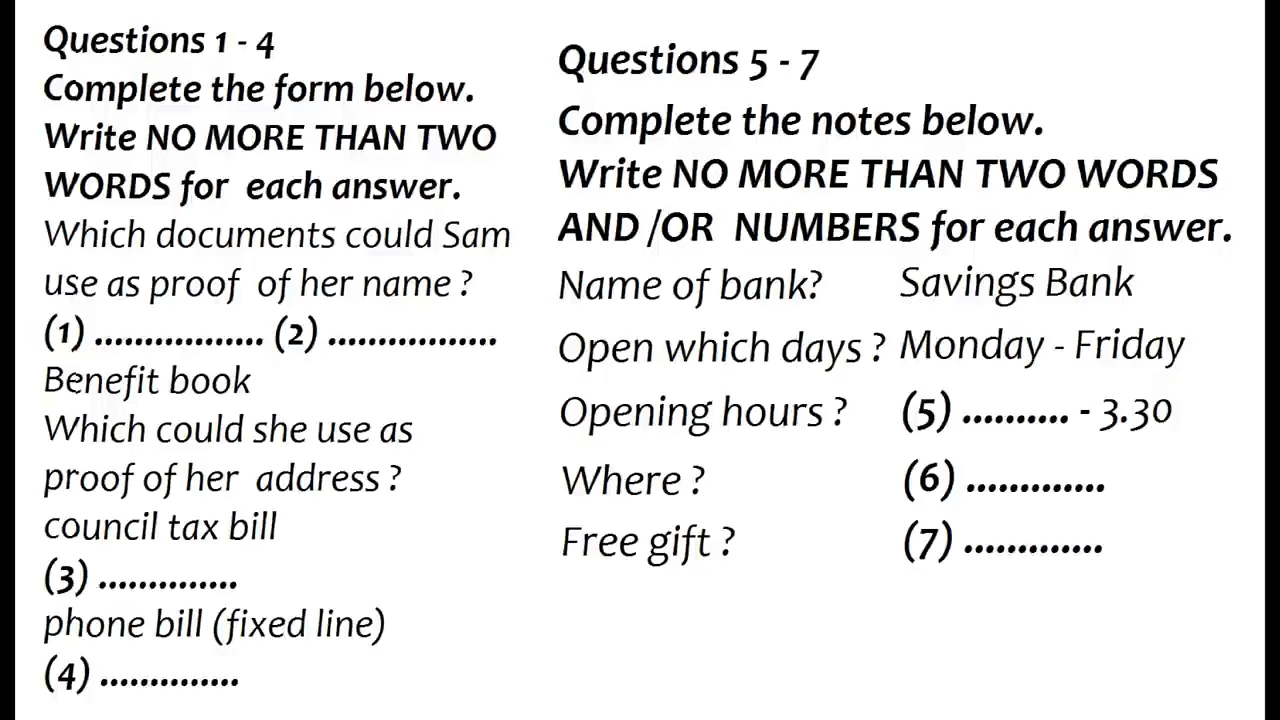 Questions 1 - 4
Complete the form below.
Write NO MORE THAN TWO
WORDS for each answer.
Which documents could Sam
use as proof of her name ?
(1) ................. (2) .................
Benefit book
Which could she use as
proof of her address ?
council tax bill
(3) ..............
phone bill (fixed line)
(4) ..............
Questions 5 - 7
Complete the notes below.
Write NO MORE THAN TWO WORDS
AND /OR NUMBERS for each answer.
Name of bank? Savings Bank
Open which days ? Monday - Friday
Opening hours ? (5) .......... - 3.30
Where ? (6) ..............
Free gift ? (7) ..............